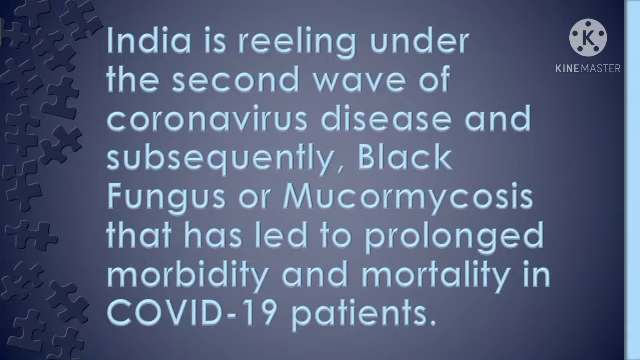 India is reeling under
the second wave of
coronavirus disease and
subsequently, Black
Fungus or Mucormycosis
that has led to prolonged
morbidity and mortality in
COVID-19 patients.
K
KINEMASTER